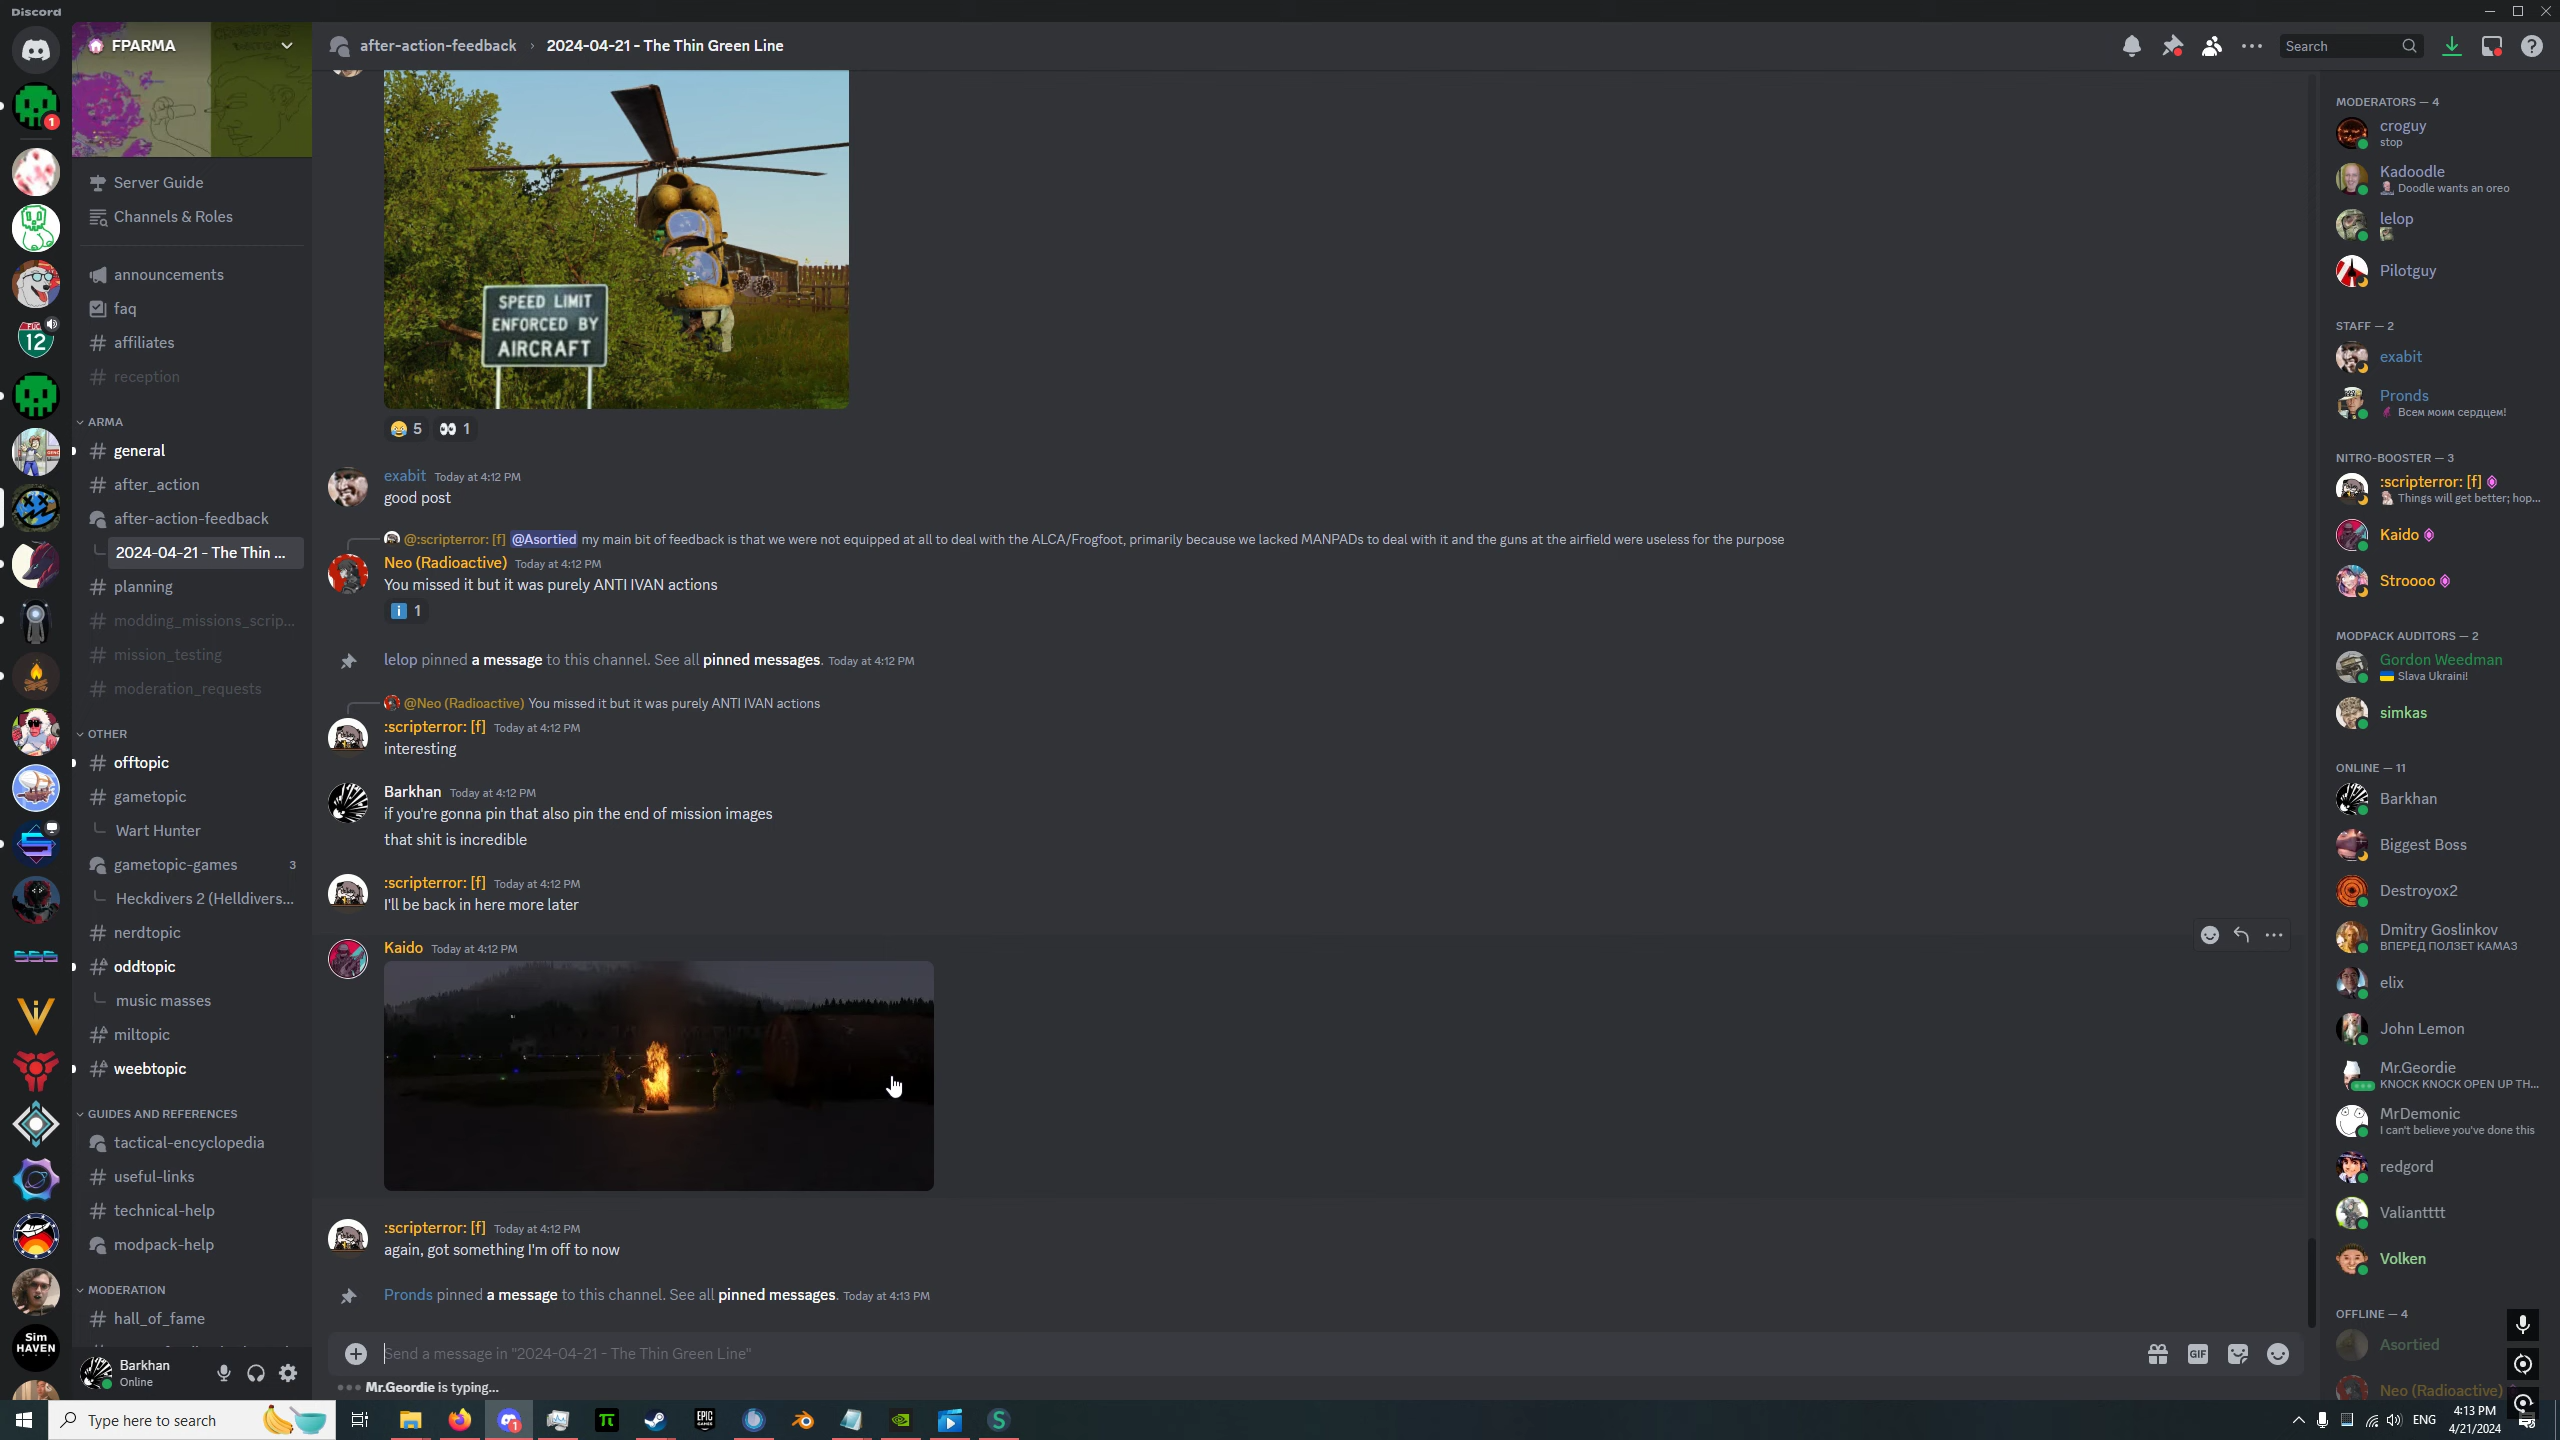 Discord
FPARMA
after-action-feedback › 2024-04-21 - The Thin Green Line
Search
1
12
Sim
HAVEN
Server Guide
Channels & Roles
announcements
faq
affiliates
reception
ARMA
general
after_action
after-action-feedback
2024-04-21 - The Thin ...
planning
modding_missions_scrip...
mission_testing
moderation_requests
OTHER
offtopic
gametopic
Wart Hunter
gametopic-games 3
Heckdivers 2 (Helldivers...
nerdtopic
oddtopic
music masses
miltopic
weebtopic
GUIDES AND REFERENCES
tactical-encyclopedia
useful-links
technical-help
modpack-help
MODERATION
hall_of_fame
Barkhan
Online
SPEED LIMIT
ENFORCED BY
AIRCRAFT
5 1
exabit Today at 4:12 PM
good post
@:scripterror: [f] @Asortied my main bit of feedback is that we were not equipped at all to deal with the ALCA/Frogfoot, primarily because we lacked MANPADs to deal with it and the guns at the airfield were useless for the purpose
Neo (Radioactive) Today at 4:12 PM
You missed it but it was purely ANTI IVAN actions
i 1
lelop pinned a message to this channel. See all pinned messages. Today at 4:12 PM
@Neo (Radioactive) You missed it but it was purely ANTI IVAN actions
:scripterror: [f] Today at 4:12 PM
interesting
Barkhan Today at 4:12 PM
if you're gonna pin that also pin the end of mission images
that shit is incredible
:scripterror: [f] Today at 4:12 PM
I'll be back in here more later
Kaido Today at 4:12 PM
:scripterror: [f] Today at 4:12 PM
again, got something I'm off to now
Pronds pinned a message to this channel. See all pinned messages. Today at 4:13 PM
Send a message in "2024-04-21 - The Thin Green Line"
GIF
Mr.Geordie is typing...
MODERATORS — 4
croguy
stop
Kadoodle
Doodle wants an oreo
lelop
Pilotguy
STAFF — 2
exabit
Pronds
Всем моим сердцем!
NITRO-BOOSTER — 3
:scripterror: [f]
Things will get better; hop...
Kaido
Stroooo
MODPACK AUDITORS — 2
Gordon Weedman
Slava Ukraini!
simkas
ONLINE — 11
Barkhan
Biggest Boss
Destroyox2
Dmitry Goslinkov
ВПЕРЕД ПОЛЗЕТ КАМАЗ
elix
John Lemon
Mr.Geordie
KNOCK KNOCK OPEN UP TH...
MrDemonic
I can't believe you've done this
redgord
Valiantttt
Volken
OFFLINE — 4
Asortied
Neo (Radioactive)
Type here to search
1
EPIC
GAMES
S
ENG
4:13 PM
4/21/2024